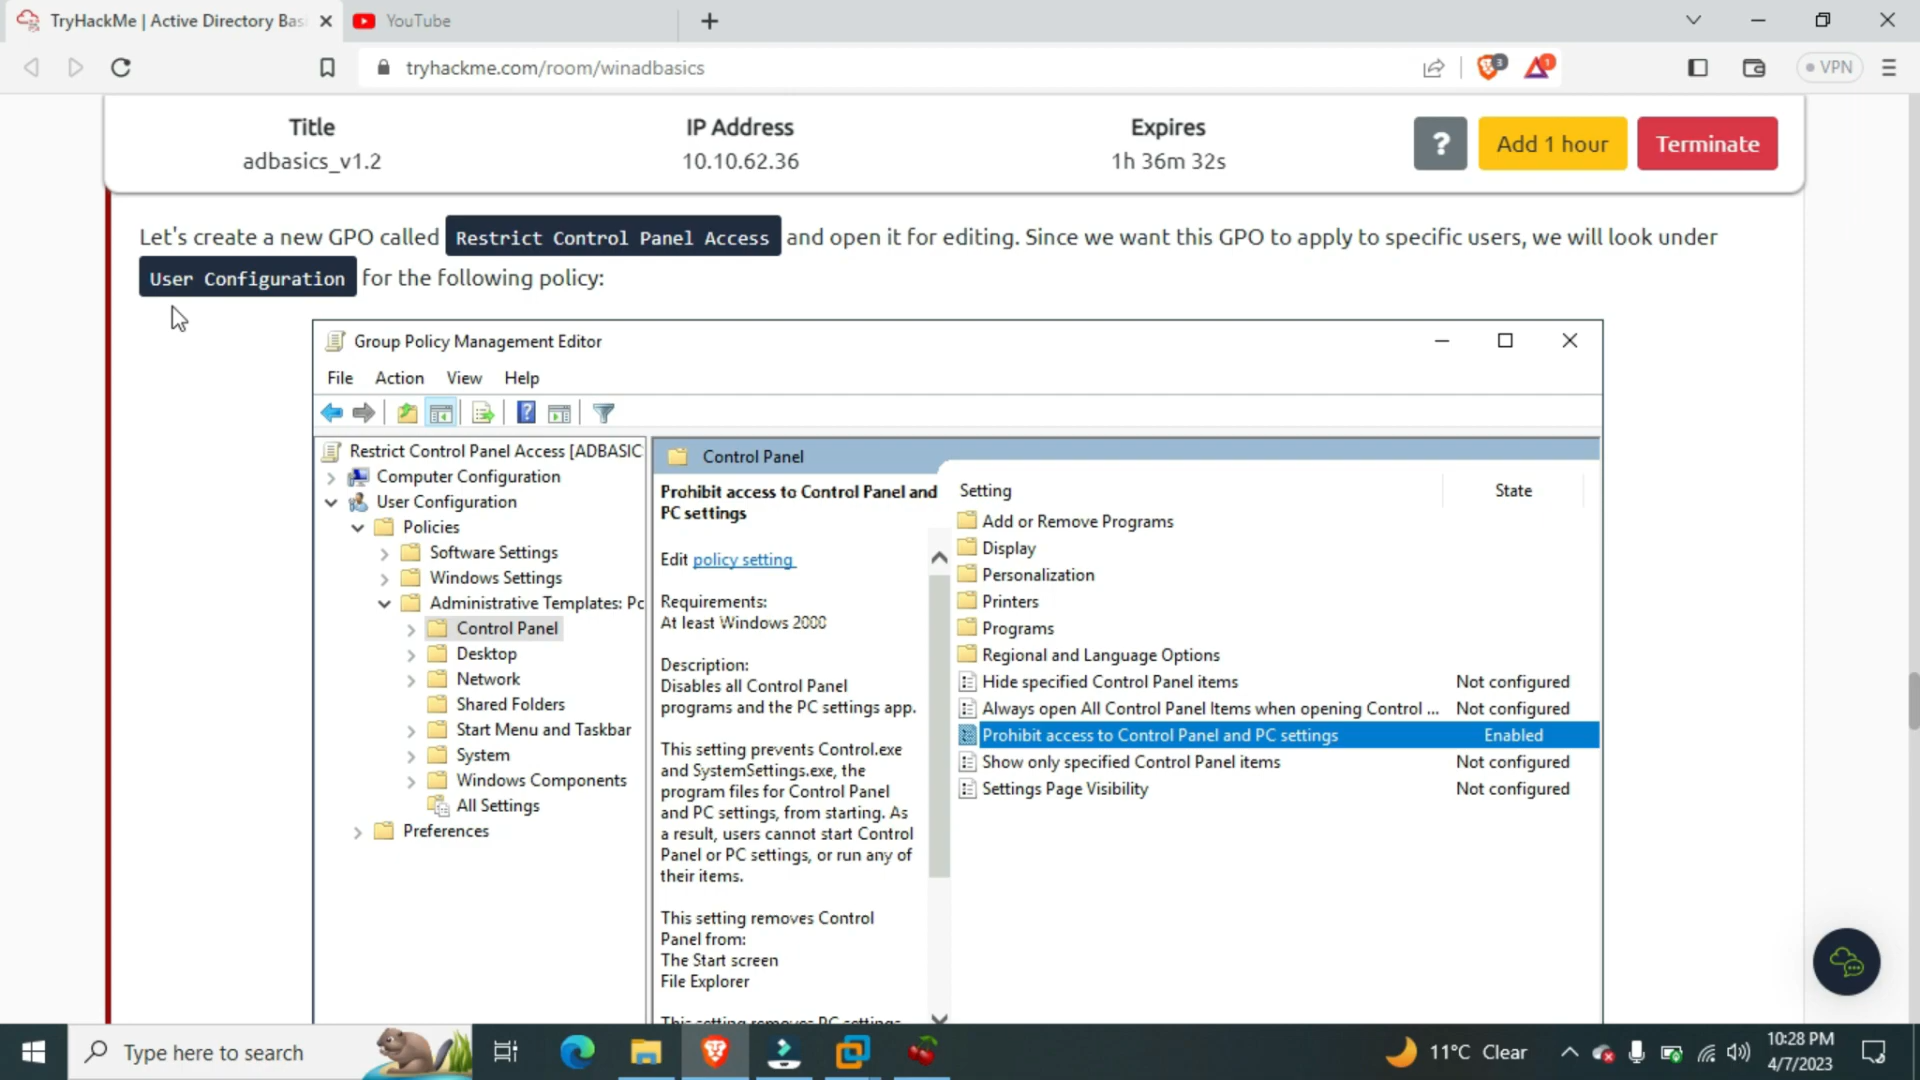 TryHackMe | Active Directory Bas
YouTube
tryhackme.com/room/winadbasics
3
1
VPN
Title
IP Address
Expires
adbasics_v1.2
10.10.62.36
1h 36m 32s
?
Add 1 hour
Terminate
Let's create a new GPO called Restrict Control Panel Access and open it for editing. Since we want this GPO to apply to specific users, we will look under
User Configuration for the following policy:
Group Policy Management Editor
File Action View Help
Restrict Control Panel Access [ADBASIC
Computer Configuration
User Configuration
Policies
Software Settings
Windows Settings
Administrative Templates: Pc
Control Panel
Desktop
Network
Shared Folders
Start Menu and Taskbar
System
Windows Components
All Settings
Preferences
Control Panel
Prohibit access to Control Panel and
PC settings
Edit policy setting
Requirements:
At least Windows 2000
Description:
Disables all Control Panel
programs and the PC settings app.
This setting prevents Control.exe
and SystemSettings.exe, the
program files for Control Panel
and PC settings, from starting. As
a result, users cannot start Control
Panel or PC settings, or run any of
their items.
This setting removes Control
Panel from:
The Start screen
File Explorer
This setting removes PC settings
Setting State
Add or Remove Programs
Display
Personalization
Printers
Programs
Regional and Language Options
Hide specified Control Panel items Not configured
Always open All Control Panel Items when opening Control ... Not configured
Prohibit access to Control Panel and PC settings Enabled
Show only specified Control Panel items Not configured
Settings Page Visibility Not configured
Type here to search
11°C Clear
10:28 PM
4/7/2023